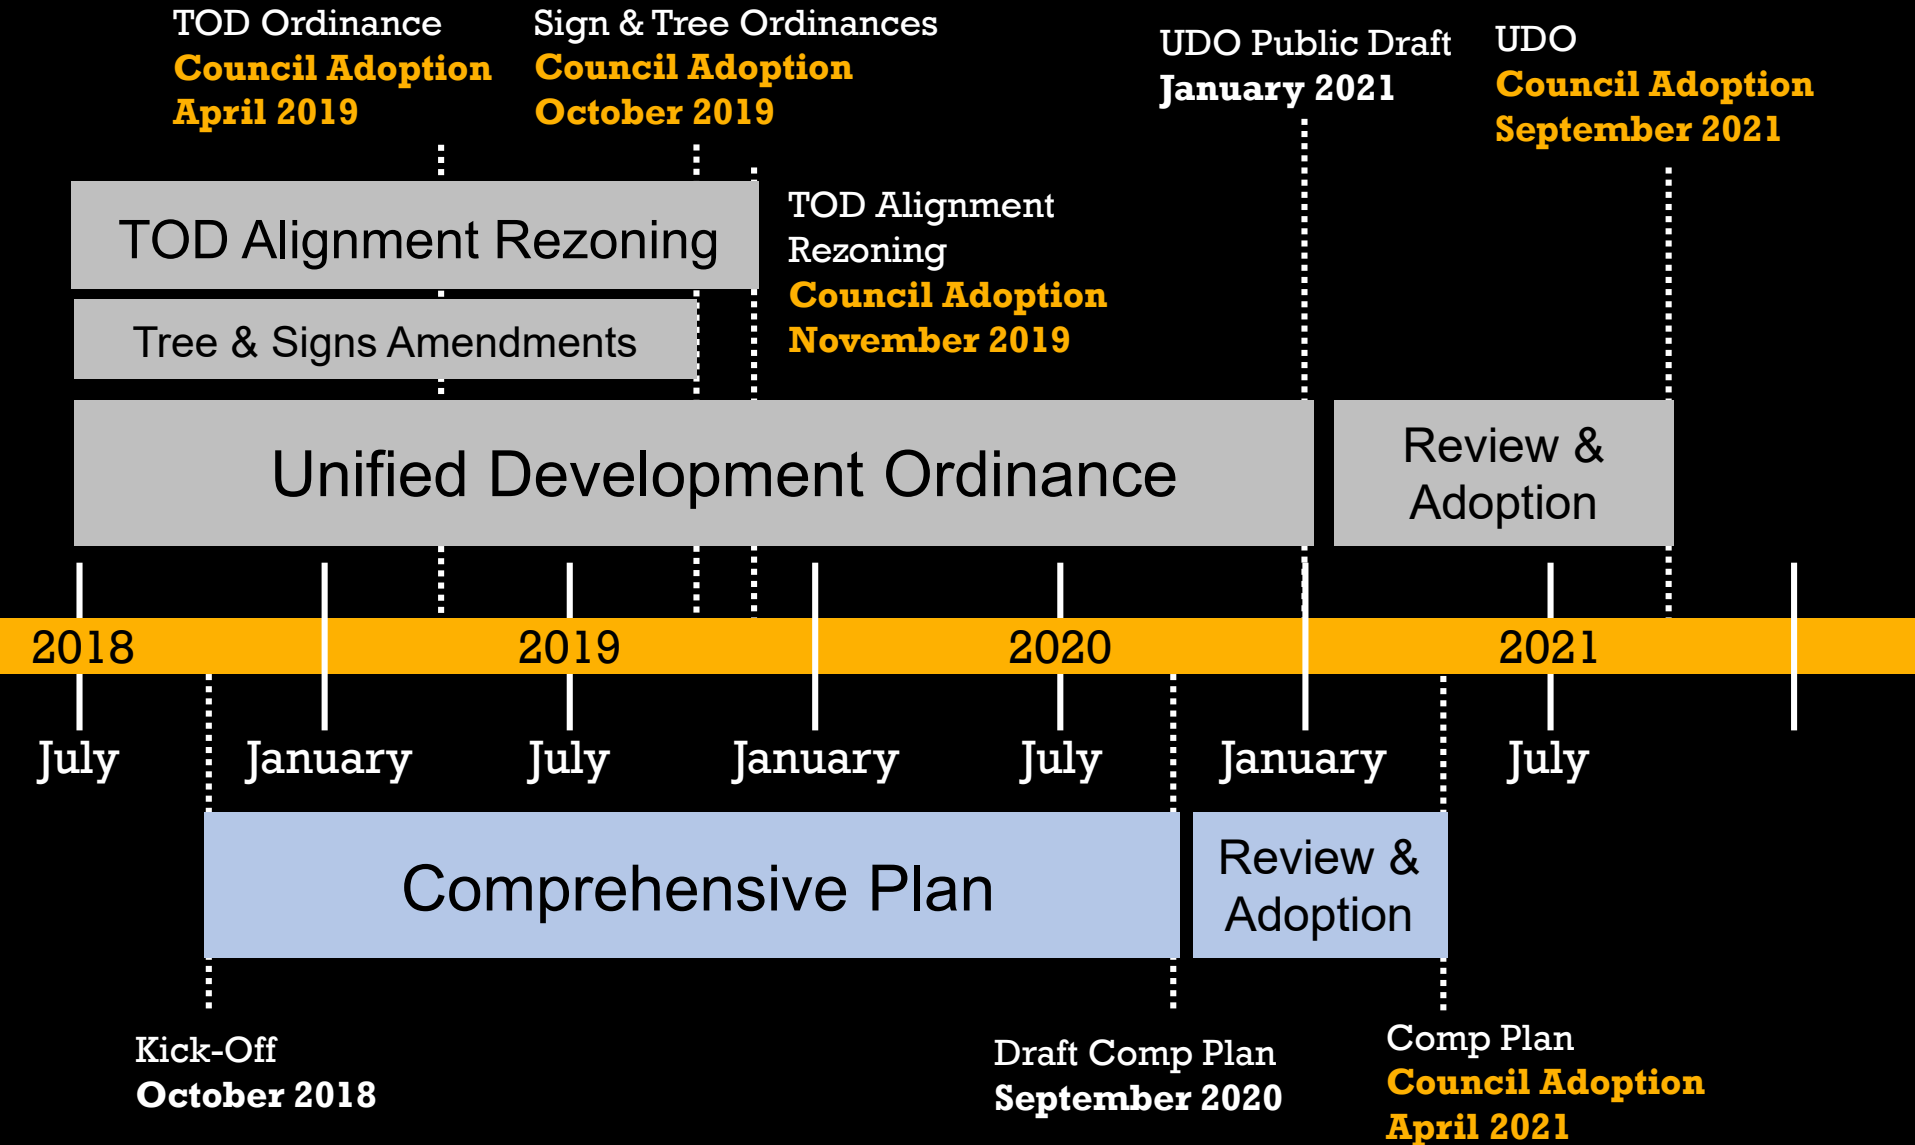 TOD Ordinance
Council Adoption
April 2019
Sign & Tree Ordinances
Council Adoption
October 2019
UDO Public Draft
January 2021
UDO
Council Adoption
September 2021
TOD Alignment Rezoning
TOD Alignment
Rezoning
Council Adoption
November 2019
Tree & Signs Amendments
Unified Development Ordinance
Review &
Adoption
2018
2019
2020
2021
July
January
July
January
July
January
July
Comprehensive Plan
Review &
Adoption
Kick-Off
October 2018
Draft Comp Plan
September 2020
Comp Plan
Council Adoption
April 2021